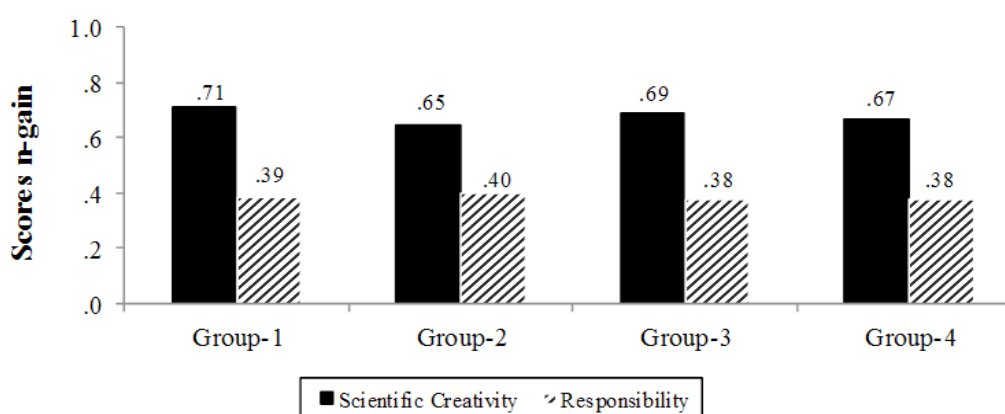 Scores n-gain
1.0
.8
.6
.4
.2
.0
.71
.39
.65
.40
.69
.38
.67
.38
Group-1
Group-2
Group-3
Group-4
Scientific Creativity
Responsibility